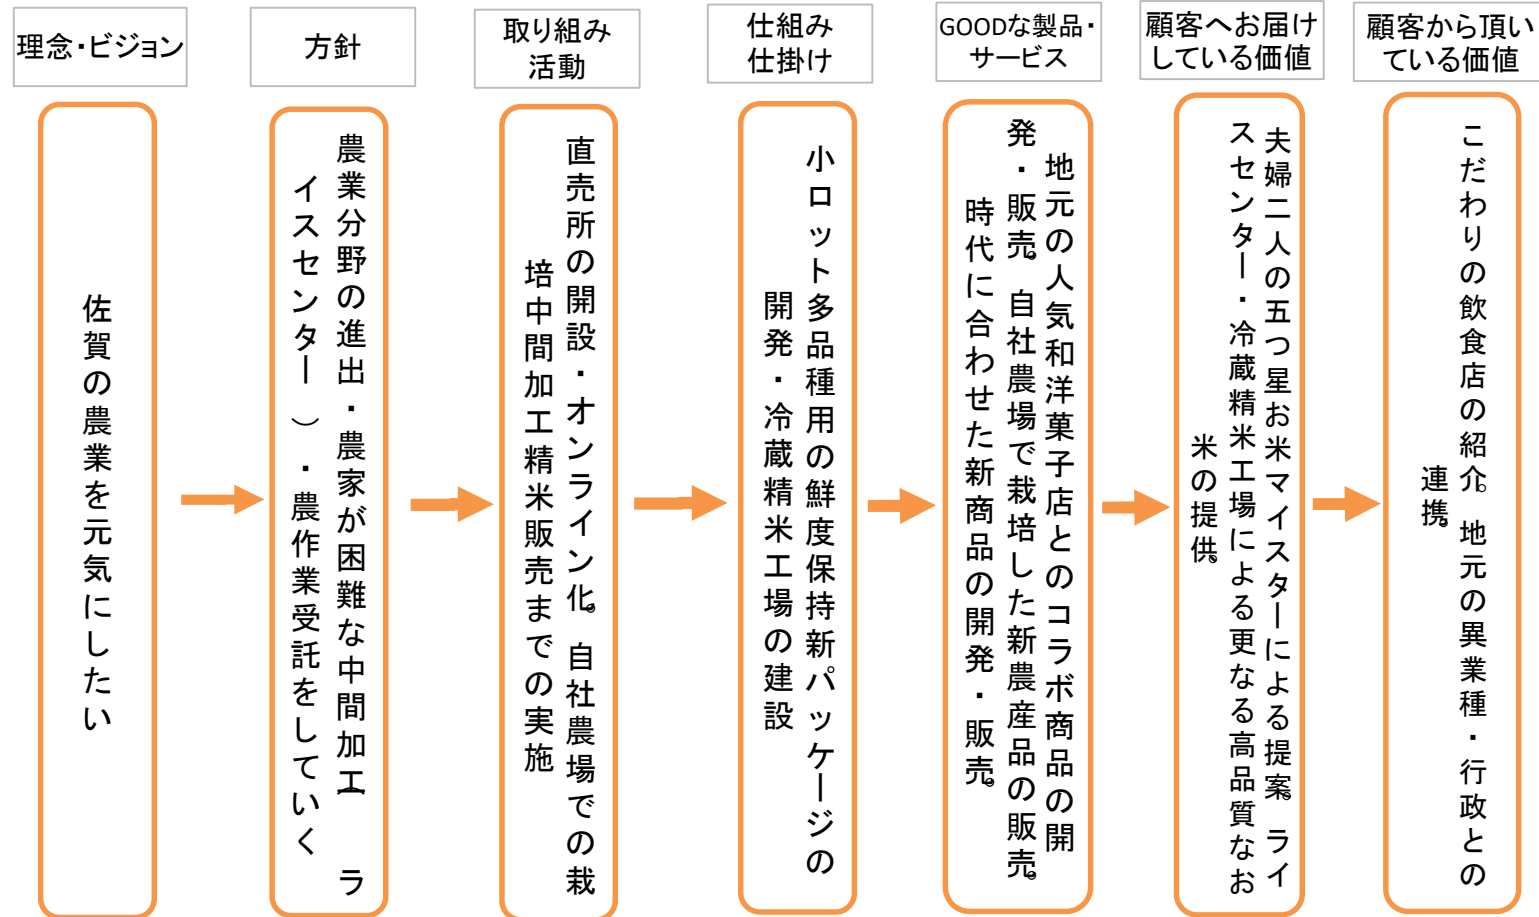 理念・ビジョン
方針
取り組み
活動
仕組み
仕掛け
GOODな製品・
サービス
顧客へお届け
している価値
顧客から頂い
ている価値
佐賀の農業を元気にしたい
農業分野の進出・農家が困難な中間加工（ラ
イスセンター）・農作業受託をしていく
直売所の開設・オンライン化。自社農場での栽
培中間加工精米販売までの実施
小ロット多品種用の鮮度保持新パッケージの
開発・冷蔵精米工場の建設
地元の人気和洋菓子店とのコラボ商品の開
発・販売。自社農場で栽培した新農産品の販売。
時代に合わせた新商品の開発・販売。
夫婦二人の五つ星お米マイスターによる提案。ライ
スセンター・冷蔵精米工場による更なる高品質なお
米の提供。
こだわりの飲食店の紹介。地元の異業種・行政との
連携。